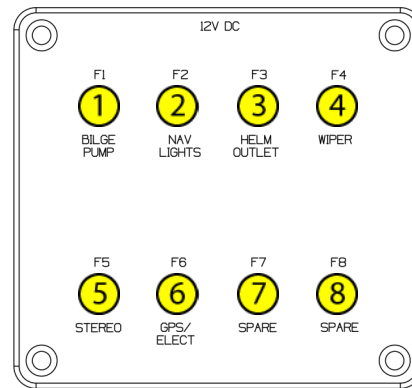 12V DC
F1 F2 F3 F4
1 2 3 4
BILGE PUMP
NAV LIGHTS
HELM OUTLET
WIPER
F5 F6 F7 F8
5 6 7 8
STEREO
GPS/ ELECT
SPARE
SPARE